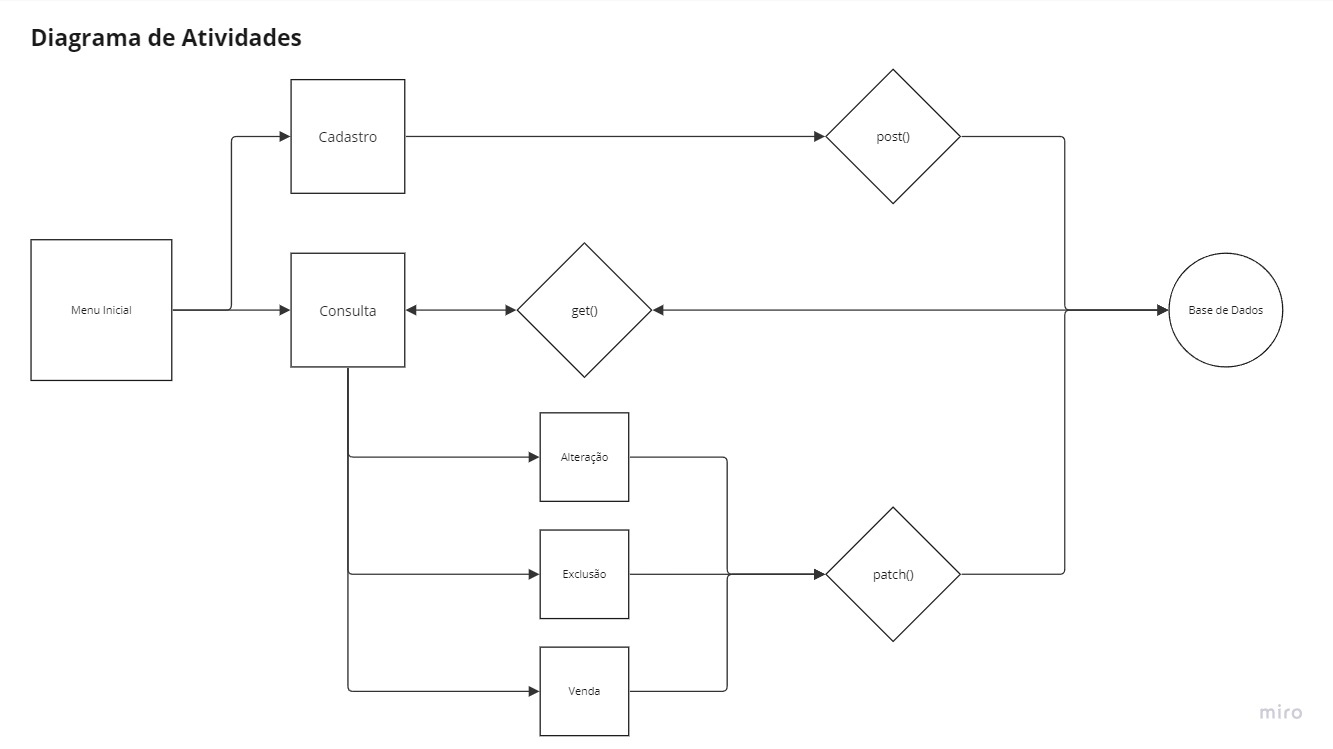 Diagrama de Atividades
Cadastro
post()
Menu Inicial
Consulta
get()
Base de Dados
Alteração
Exclusão
patch()
Venda
miro